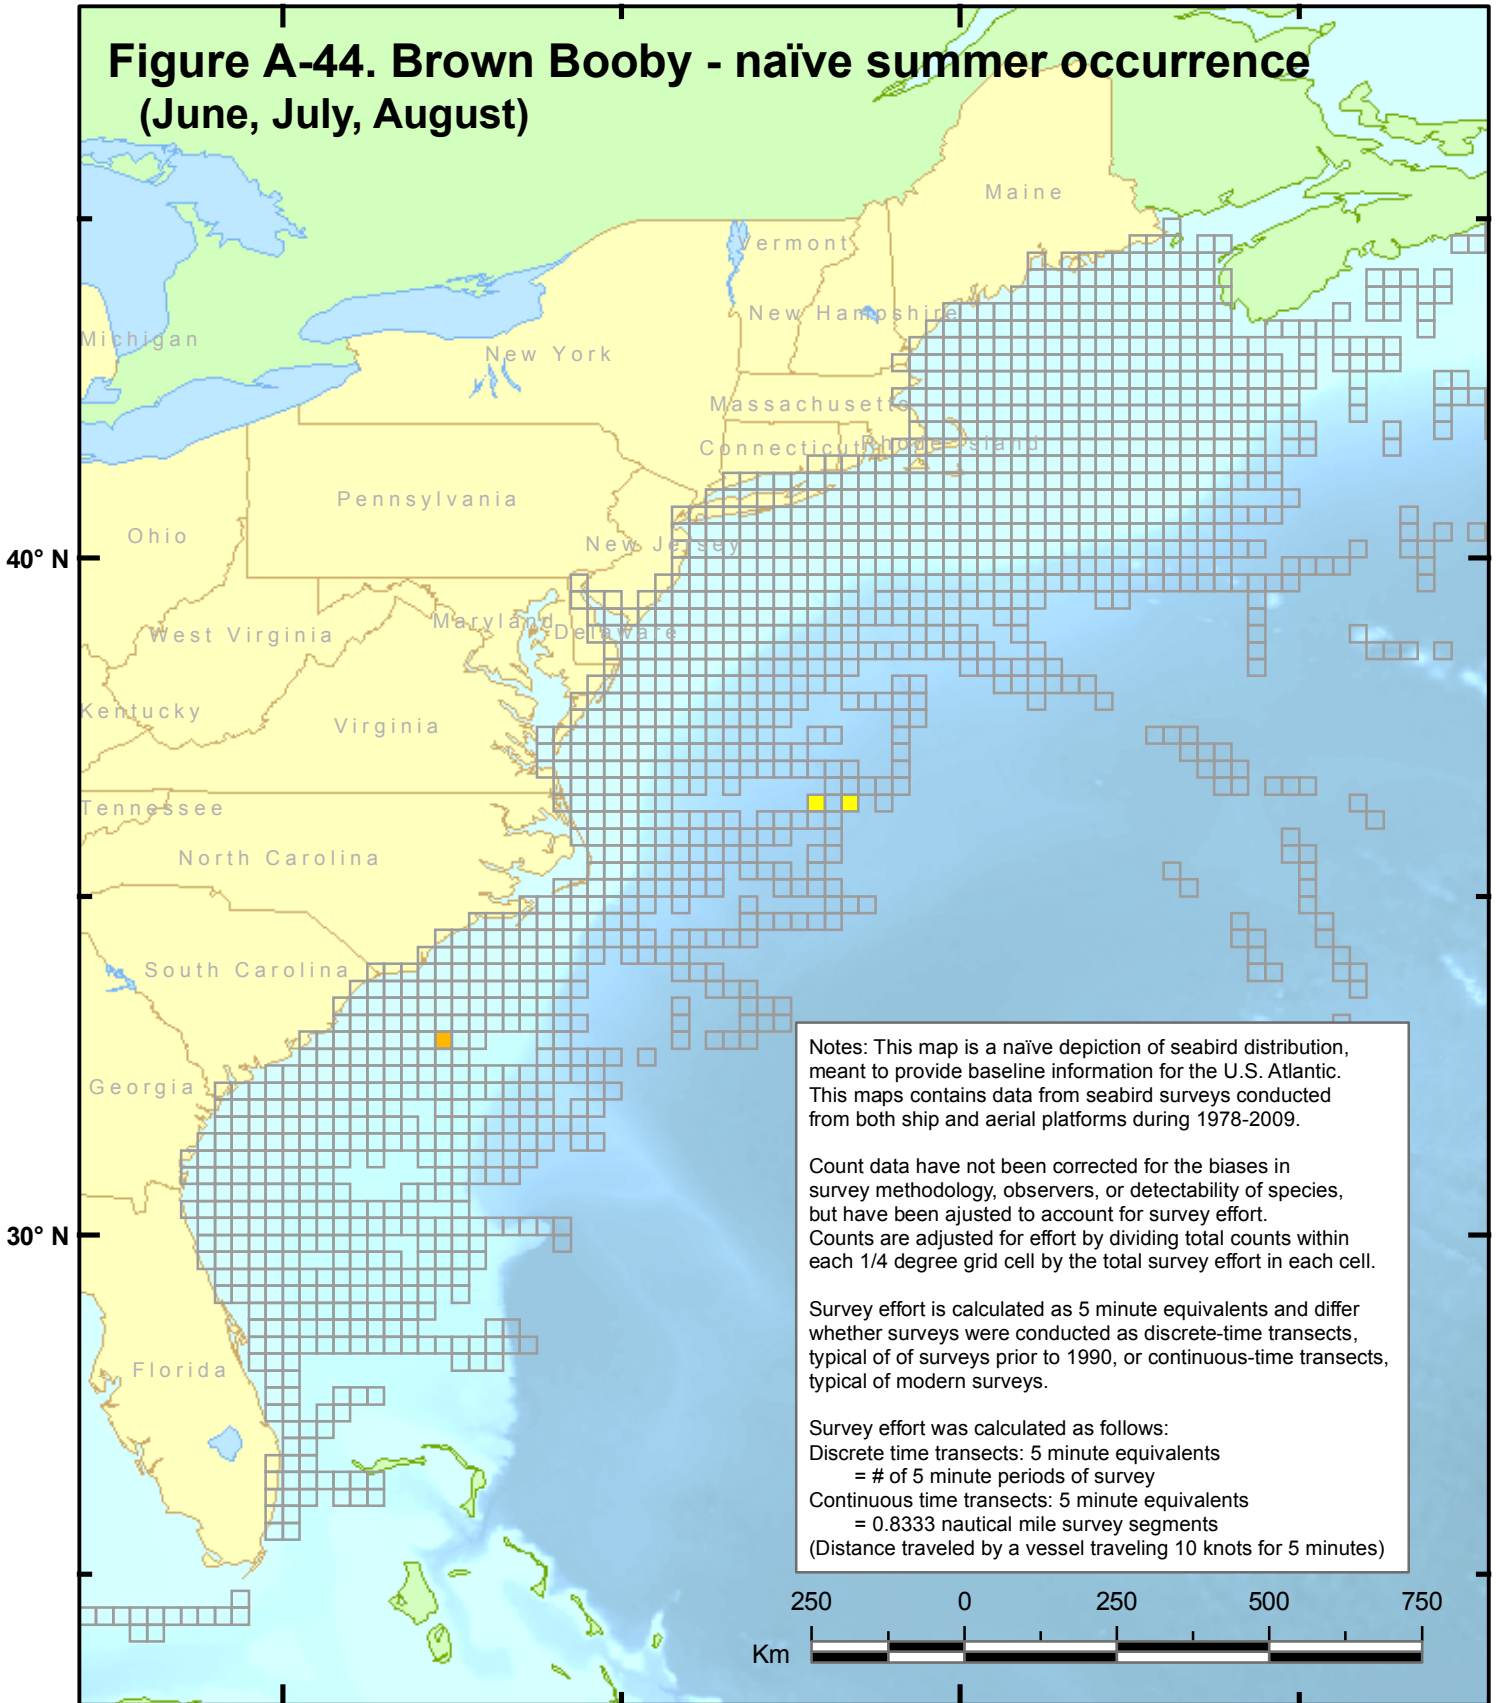 Figure A-44. Brown Booby - naïve summer occurrence
(June, July, August)
Maine
Vermont
New Hampshire
Michigan
New York
Massachusetts
Connecticut
Rhode Island
Pennsylvania
Ohio
New Jersey
40° N
Maryland
Delaware
West Virginia
Kentucky
Virginia
Tennessee
North Carolina
South Carolina
Georgia
30° N
Florida
Notes: This map is a naïve depiction of seabird distribution,
meant to provide baseline information for the U.S. Atlantic.
This maps contains data from seabird surveys conducted
from both ship and aerial platforms during 1978-2009.
Count data have not been corrected for the biases in
survey methodology, observers, or detectability of species,
but have been ajusted to account for survey effort.
Counts are adjusted for effort by dividing total counts within
each 1/4 degree grid cell by the total survey effort in each cell.
Survey effort is calculated as 5 minute equivalents and differ
whether surveys were conducted as discrete-time transects,
typical of of surveys prior to 1990, or continuous-time transects,
typical of modern surveys.
Survey effort was calculated as follows:
Discrete time transects: 5 minute equivalents
= # of 5 minute periods of survey
Continuous time transects: 5 minute equivalents
= 0.8333 nautical mile survey segments
(Distance traveled by a vessel traveling 10 knots for 5 minutes)
250 0 250 500 750
Km